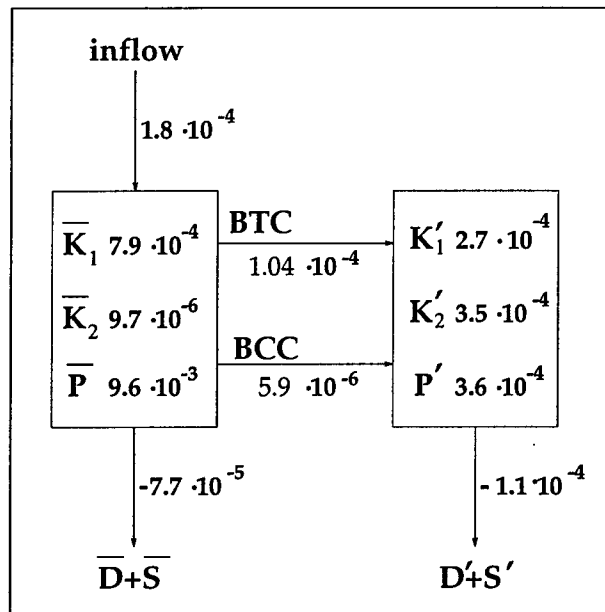 inflow
1.8 ·10⁻⁴
K̅₁ 7.9 ·10⁻⁴
BTC
1.04 ·10⁻⁴
K′₁ 2.7 ·10⁻⁴
K̅₂ 9.7 ·10⁻⁶
K′₂ 3.5 ·10⁻⁴
BCC
5.9 ·10⁻⁶
P̅ 9.6 ·10⁻³
P′ 3.6 ·10⁻⁴
-7.7 ·10⁻⁵
-1.1·10⁻⁴
D̅+S̅
D′+S′